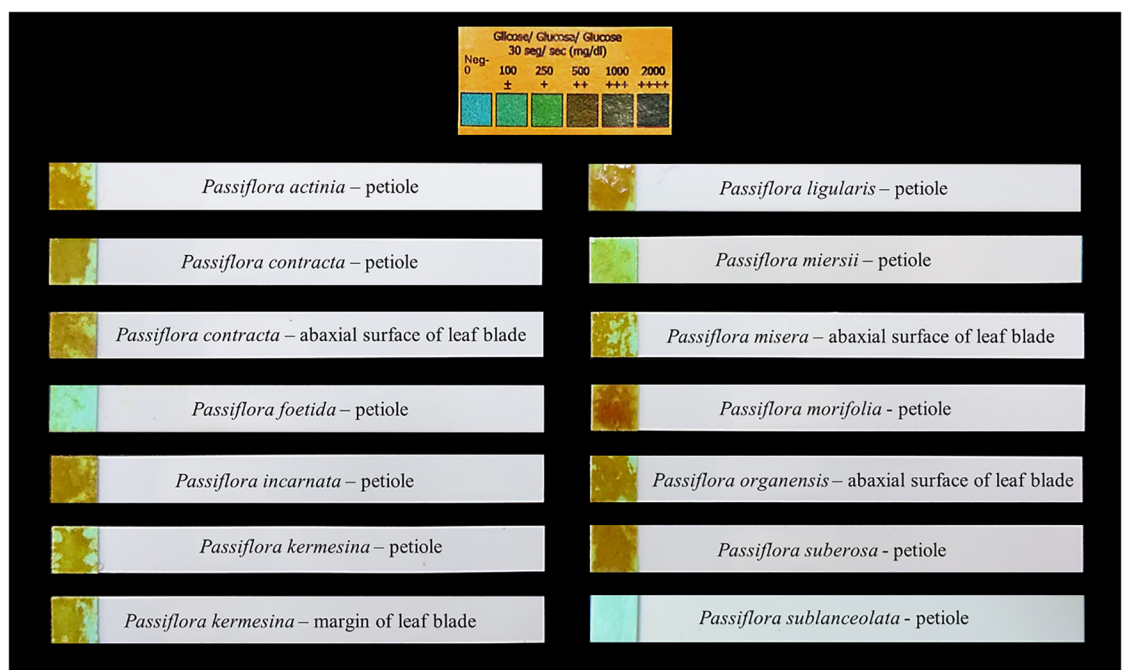 Glicose/ Glucosa/ Glucose
30 seg/ sec (mg/dl)
Neg-
0 100 250 500 1000 2000
± + ++ +++ ++++
Passiflora actinia – petiole
Passiflora contracta – petiole
Passiflora contracta – abaxial surface of leaf blade
Passiflora foetida – petiole
Passiflora incarnata – petiole
Passiflora kermesina – petiole
Passiflora kermesina – margin of leaf blade
Passiflora ligularis – petiole
Passiflora miersii – petiole
Passiflora misera – abaxial surface of leaf blade
Passiflora morifolia - petiole
Passiflora organensis – abaxial surface of leaf blade
Passiflora suberosa - petiole
Passiflora sublanceolata - petiole